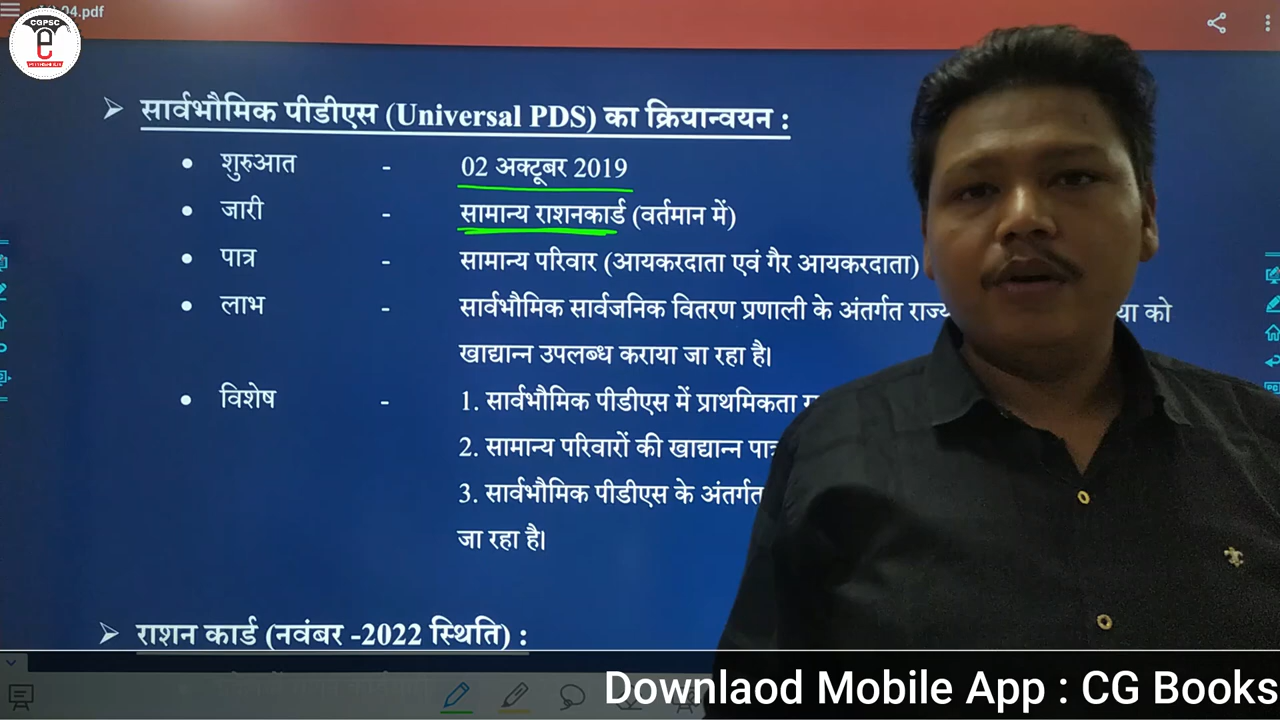 04.pdf
CGPSC
सार्वभौमिक पीडीएस (Universal PDS) का क्रियान्वयन :
शुरुआत - 02 अक्टूबर 2019
जारी - सामान्य राशनकार्ड (वर्तमान में)
पात्र - सामान्य परिवार (आयकरदाता एवं गैर आयकरदाता)
लाभ - सार्वभौमिक सार्वजनिक वितरण प्रणाली के अंतर्गत को
खाद्यान्न उपलब्ध कराया जा रहा है।
विशेष - 1. सार्वभौमिक पीडीएस में प्राथमिकता
2. सामान्य परिवारों की खाद्यान्न
3. सार्वभौमिक पीडीएस के अंतर्गत
जा रहा है।
राशन कार्ड (नवंबर -2022 स्थिति) :
Downlaod Mobile App : CG Books